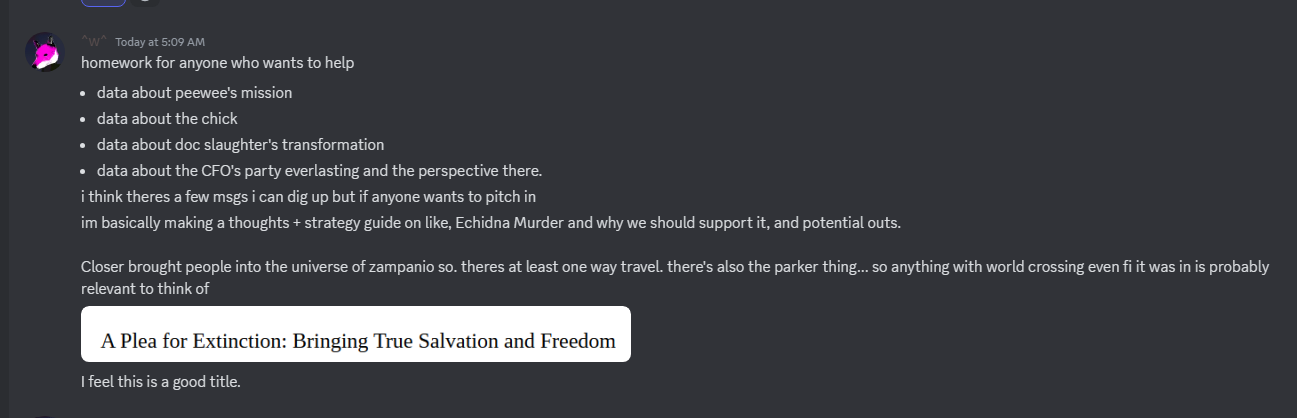 ^w^ Today at 5:09 AM
homework for anyone who wants to help
• data about peewee's mission
• data about the chick
• data about doc slaughter's transformation
• data about the CFO's party everlasting and the perspective there.
i think theres a few msgs i can dig up but if anyone wants to pitch in
im basically making a thoughts + strategy guide on like, Echidna Murder and why we should support it, and potential outs.
Closer brought people into the universe of zampanio so. theres at least one way travel. there's also the parker thing... so anything with world crossing even fi it was in is probably
relevant to think of
A Plea for Extinction: Bringing True Salvation and Freedom
I feel this is a good title.